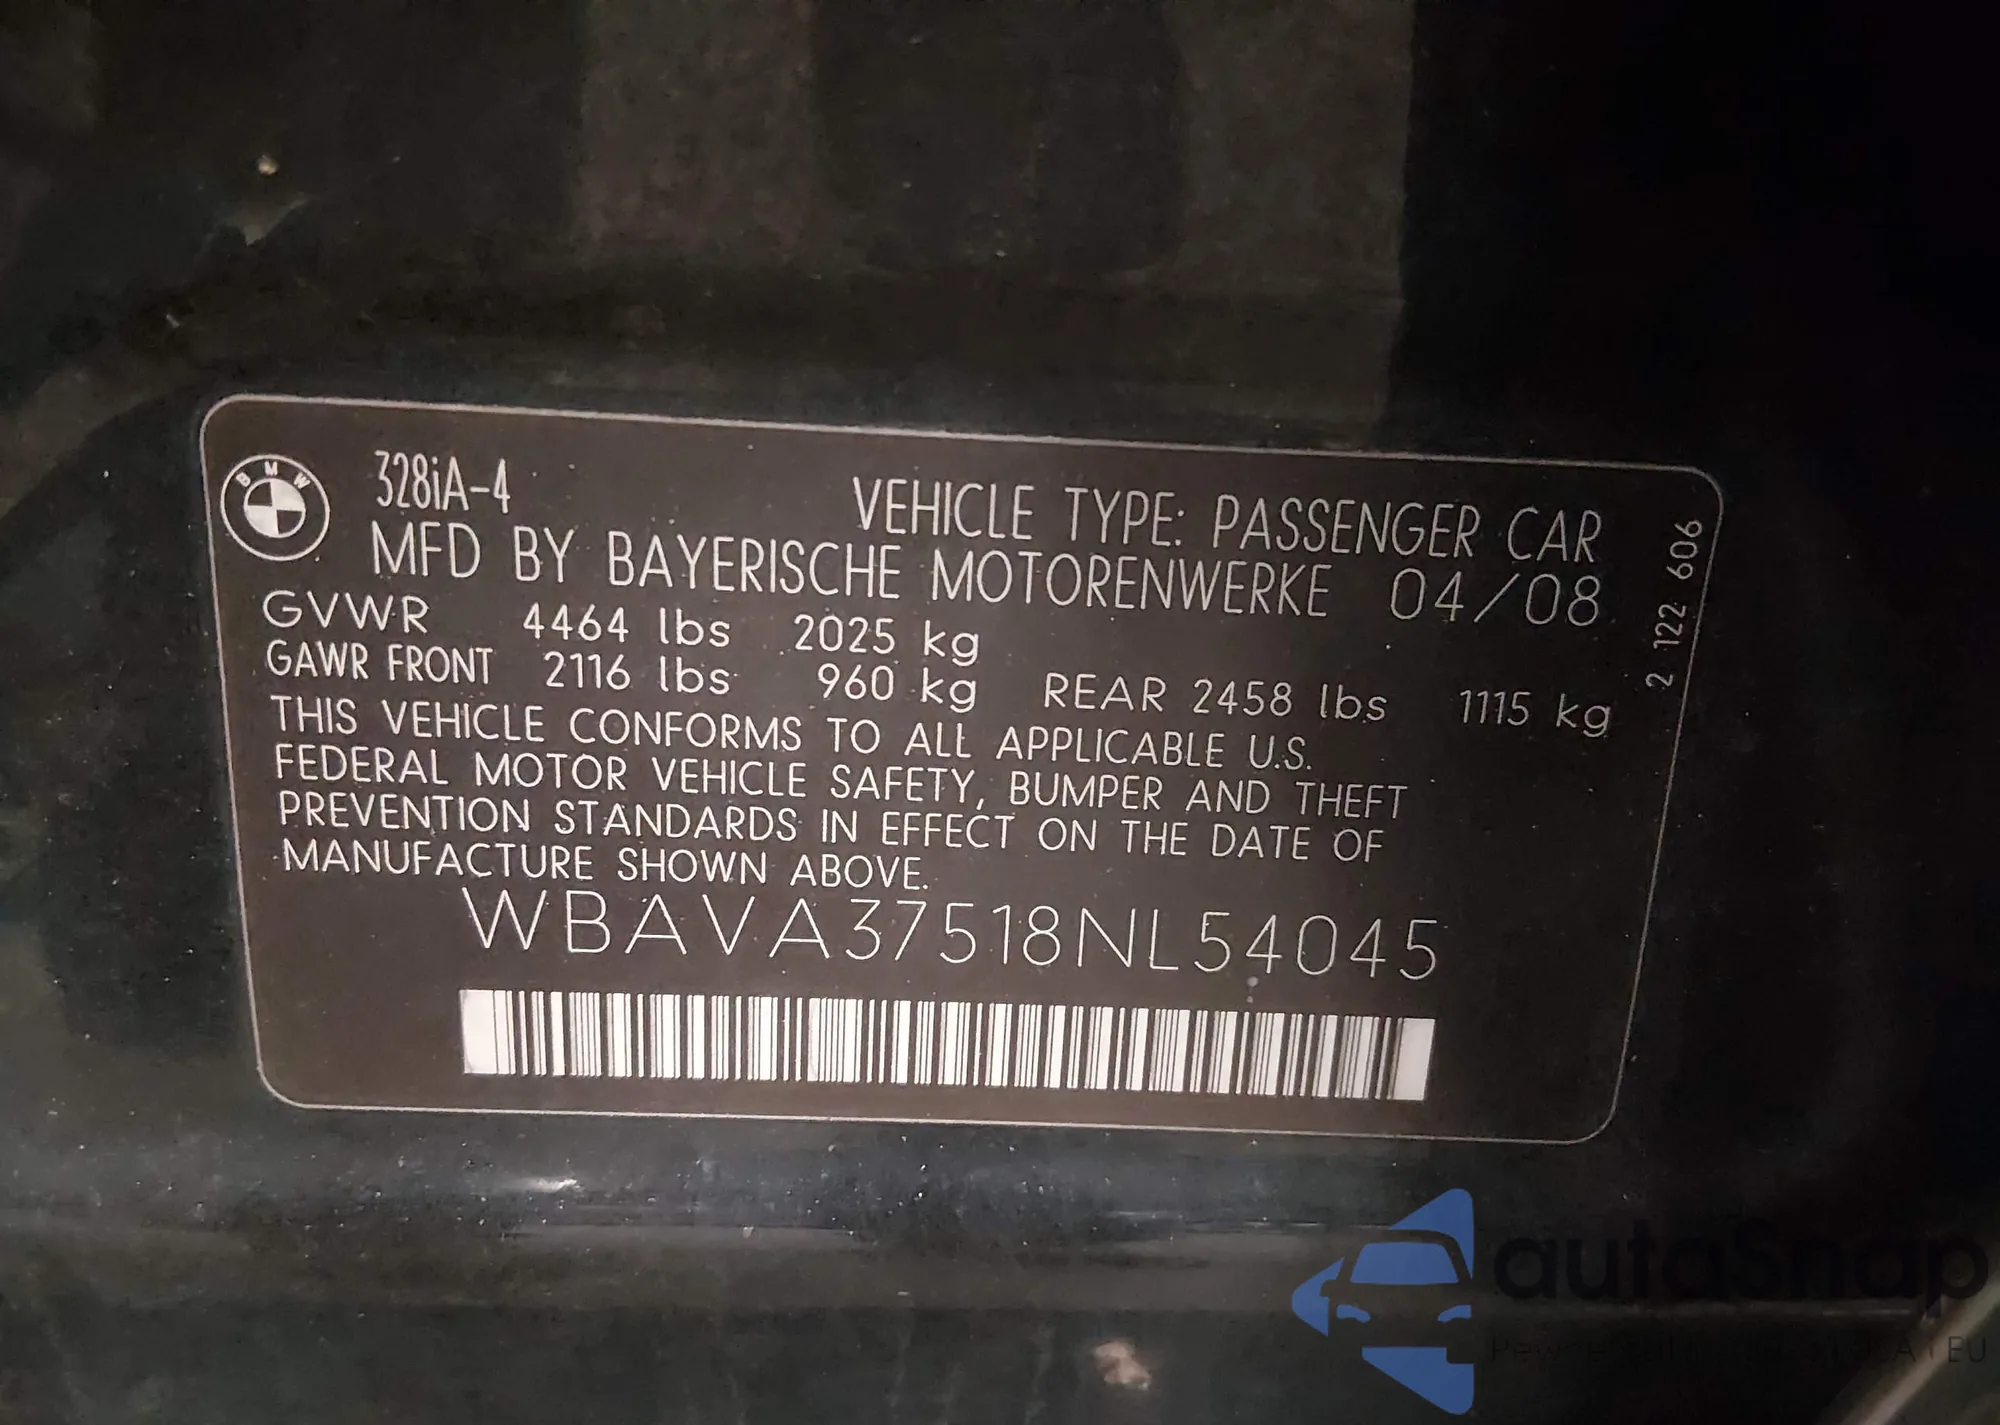 BMW
328iA-4 VEHICLE TYPE: PASSENGER CAR
MFD BY BAYERISCHE MOTORENWERKE 04/08
GVWR 4464 lbs 2025 kg
GAWR FRONT 2116 lbs 960 kg REAR 2458 lbs 1115 kg
THIS VEHICLE CONFORMS TO ALL APPLICABLE U.S.
FEDERAL MOTOR VEHICLE SAFETY, BUMPER AND THEFT
PREVENTION STANDARDS IN EFFECT ON THE DATE OF
MANUFACTURE SHOWN ABOVE.
WBAVA37518NL54045
2 122 606
autaSnap
EU